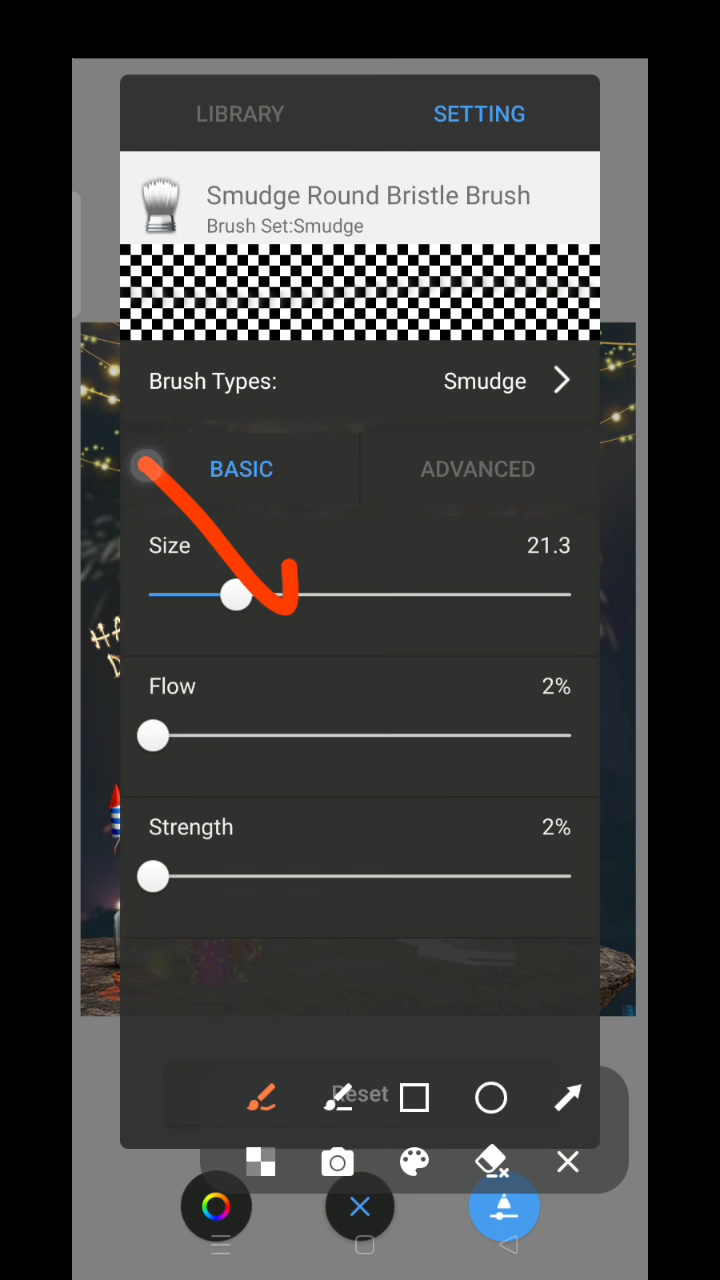 LIBRARY SETTING
Smudge Round Bristle Brush
Brush Set:Smudge
Brush Types: Smudge
BASIC ADVANCED
Size 21.3
Flow 2%
Strength 2%
Reset